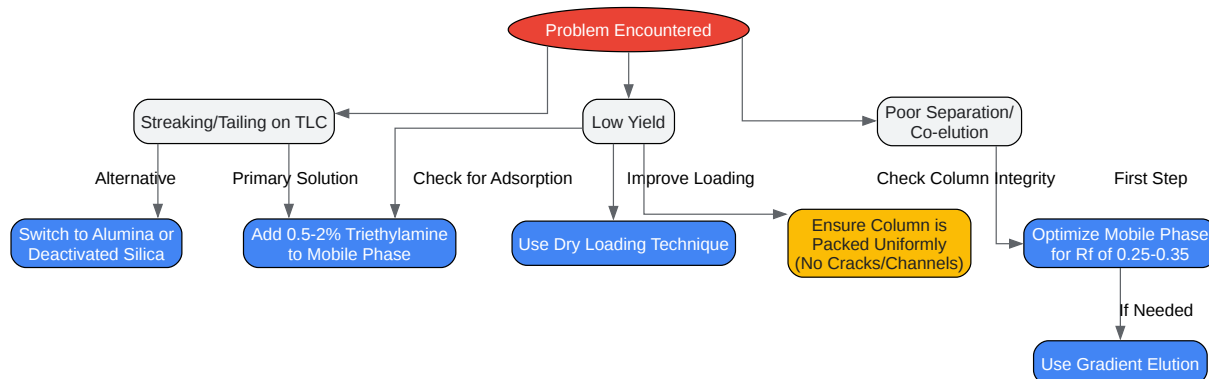 Problem Encountered
Streaking/Tailing on TLC
Low Yield
Poor Separation/
Co-elution
Alternative
Primary Solution
Check for Adsorption
Improve Loading
Check Column Integrity
First Step
Switch to Alumina or
Deactivated Silica
Add 0.5-2% Triethylamine
to Mobile Phase
Use Dry Loading Technique
Ensure Column is
Packed Uniformly
(No Cracks/Channels)
Optimize Mobile Phase
for Rf of 0.25-0.35
If Needed
Use Gradient Elution